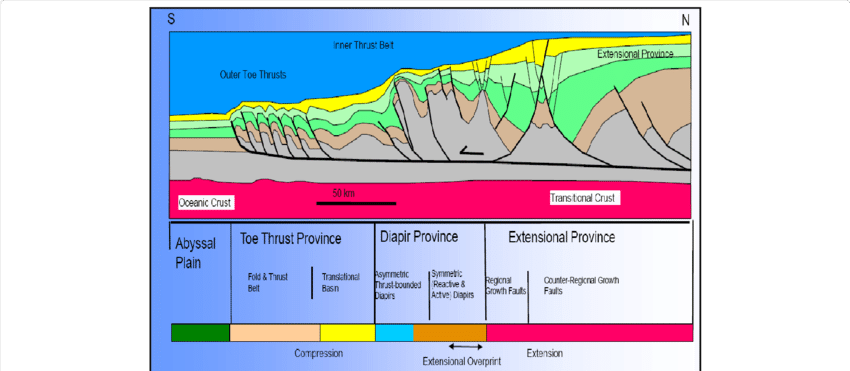 S
N
Inner Thrust Belt
Outer Toe Thrusts
Extensional Province
50 km
Oceanic Crust
Transitional Crust
Abyssal
Plain
Toe Thrust Province
Diapir Province
Extensional Province
Fold & Thrust
Belt
Translational
Basin
Asymmetric
Thrust-bounded
Diapirs
Symmetric
(Reactive &
Active) Diapirs
Regional
Growth Faults
Counter-Regional Growth
Faults
Compression
Extensional Overprint
Extension